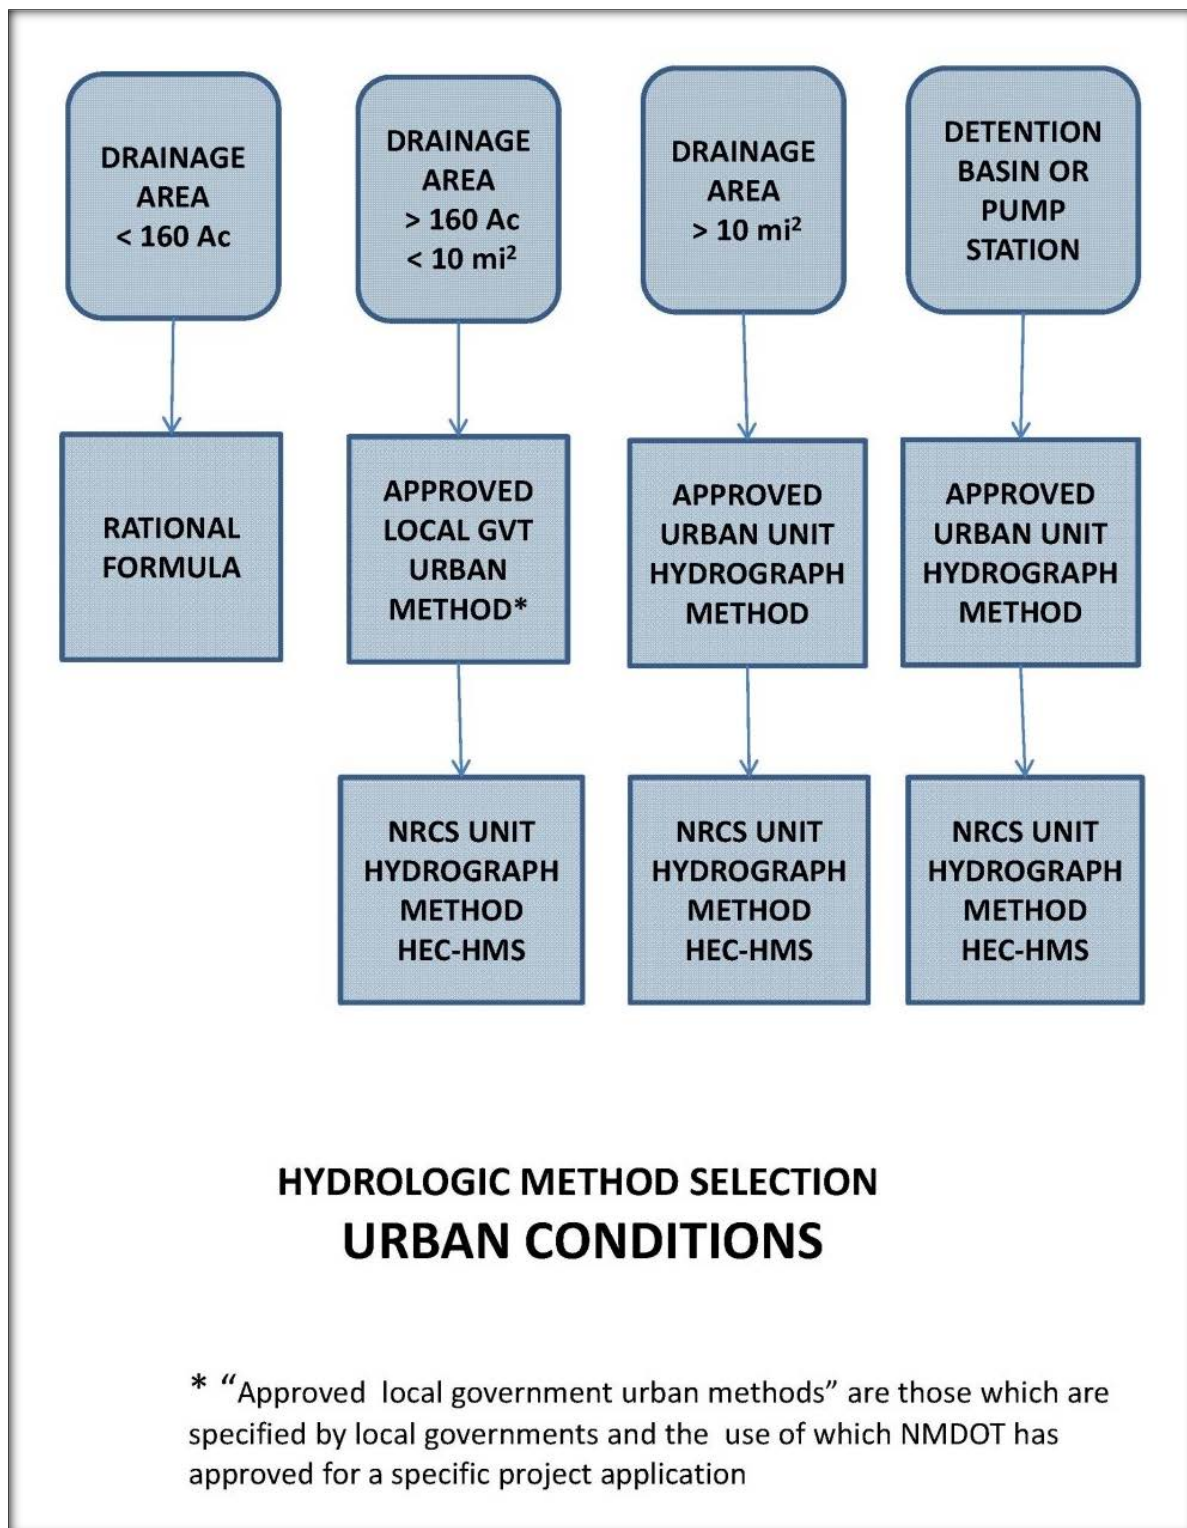 DRAINAGE
AREA
< 160 Ac
DRAINAGE
AREA
> 160 Ac
< 10 mi²
DRAINAGE
AREA
> 10 mi²
DETENTION
BASIN OR
PUMP
STATION
RATIONAL
FORMULA
APPROVED
LOCAL GVT
URBAN
METHOD*
APPROVED
URBAN UNIT
HYDROGRAPH
METHOD
APPROVED
URBAN UNIT
HYDROGRAPH
METHOD
NRCS UNIT
HYDROGRAPH
METHOD
HEC-HMS
NRCS UNIT
HYDROGRAPH
METHOD
HEC-HMS
NRCS UNIT
HYDROGRAPH
METHOD
HEC-HMS
HYDROLOGIC METHOD SELECTION
URBAN CONDITIONS
* “Approved local government urban methods” are those which are
specified by local governments and the use of which NMDOT has
approved for a specific project application